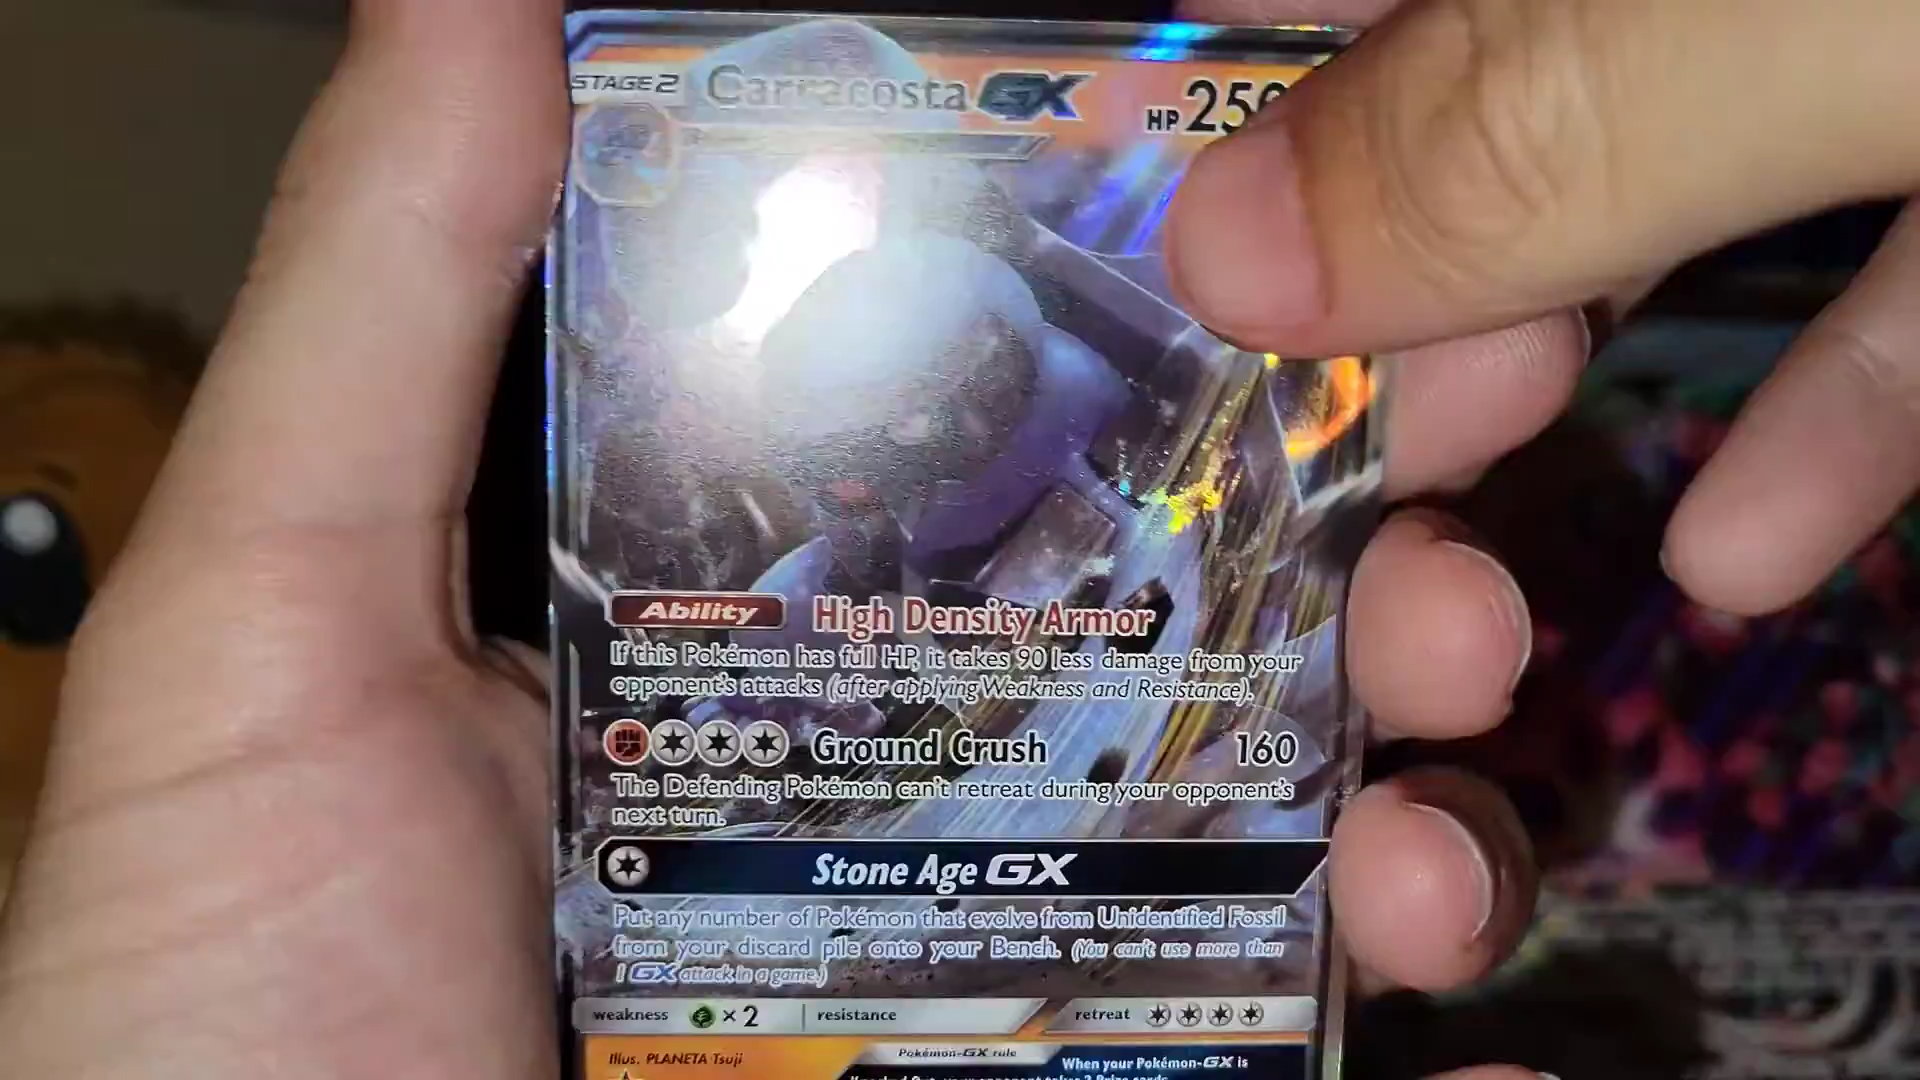 STAGE 2 Carracosta GX HP 250
Ability High Density Armor
If this Pokémon has full HP, it takes 90 less damage from your
opponent's attacks (after applying Weakness and Resistance).
Ground Crush 160
The Defending Pokémon can't retreat during your opponent's
next turn.
Stone Age GX
Put any number of Pokémon that evolve from Unidentified Fossil
from your discard pile onto your Bench. (You can't use more than
1 GX attack in a game.)
weakness ×2 resistance retreat
Illus. PLANETA Tsuji
Pokémon-GX rule
When your Pokémon-GX is